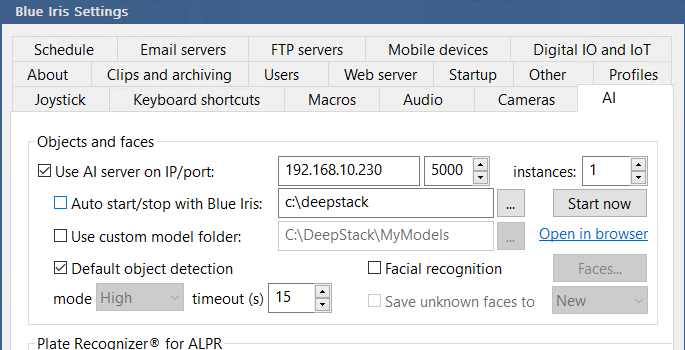 Blue Iris Settings
Schedule Email servers FTP servers Mobile devices Digital IO and IoT
About Clips and archiving Users Web server Startup Other Profiles
Joystick Keyboard shortcuts Macros Audio Cameras AI
Objects and faces
Use AI server on IP/port: 192.168.10.230 5000 instances: 1
Auto start/stop with Blue Iris: c:\deepstack ... Start now
Use custom model folder: C:\DeepStack\MyModels ... Open in browser
Default object detection Facial recognition Faces...
mode High timeout (s) 15 Save unknown faces to New
Plate Recognizer® for ALPR